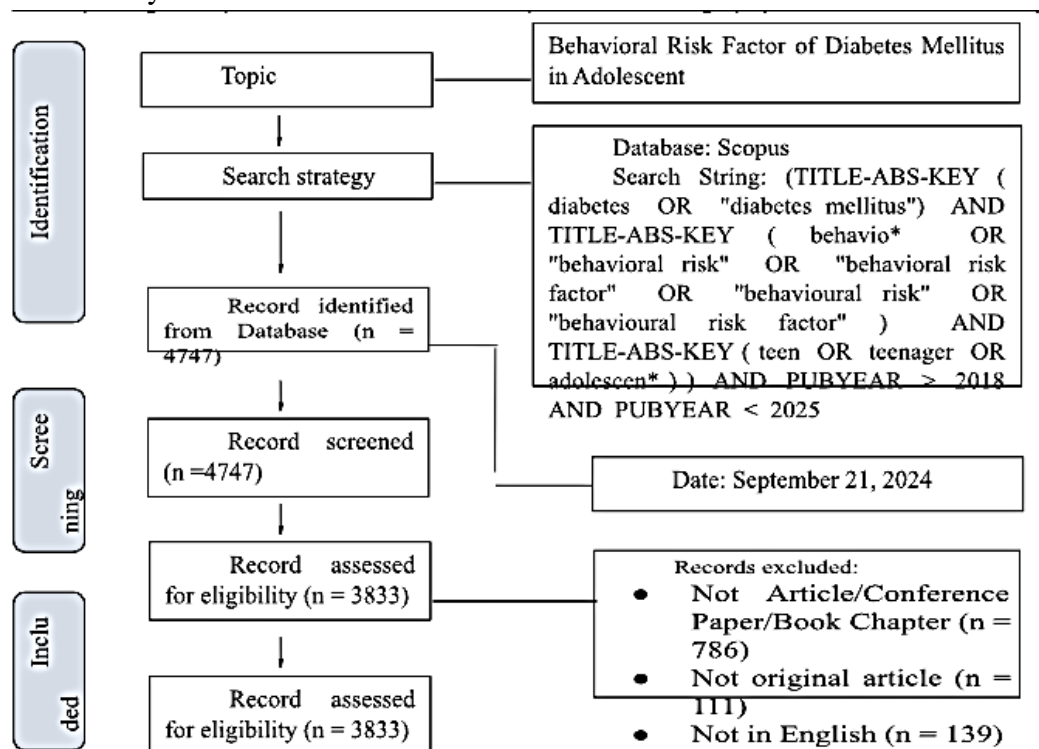 Identification
Topic
Behavioral Risk Factor of Diabetes Mellitus
in Adolescent
Search strategy
Database: Scopus
Search String: (TITLE-ABS-KEY (
diabetes OR "diabetes mellitus") AND
TITLE-ABS-KEY ( behavio* OR
"behavioral risk" OR "behavioral risk
factor" OR "behavioural risk" OR
"behavioural risk factor" ) AND
TITLE-ABS-KEY ( teen OR teenager OR
adolescen* ) ) AND PUBYEAR > 2018
AND PUBYEAR < 2025
Record identified
from Database (n =
4747)
Scree
ning
Record screened
(n =4747)
Date: September 21, 2024
Record assessed
for eligibility (n = 3833)
Records excluded:
● Not Article/Conference
Paper/Book Chapter (n =
786)
● Not original article (n =
111)
● Not in English (n = 139)
Inclu
ded
Record assessed
for eligibility (n = 3833)